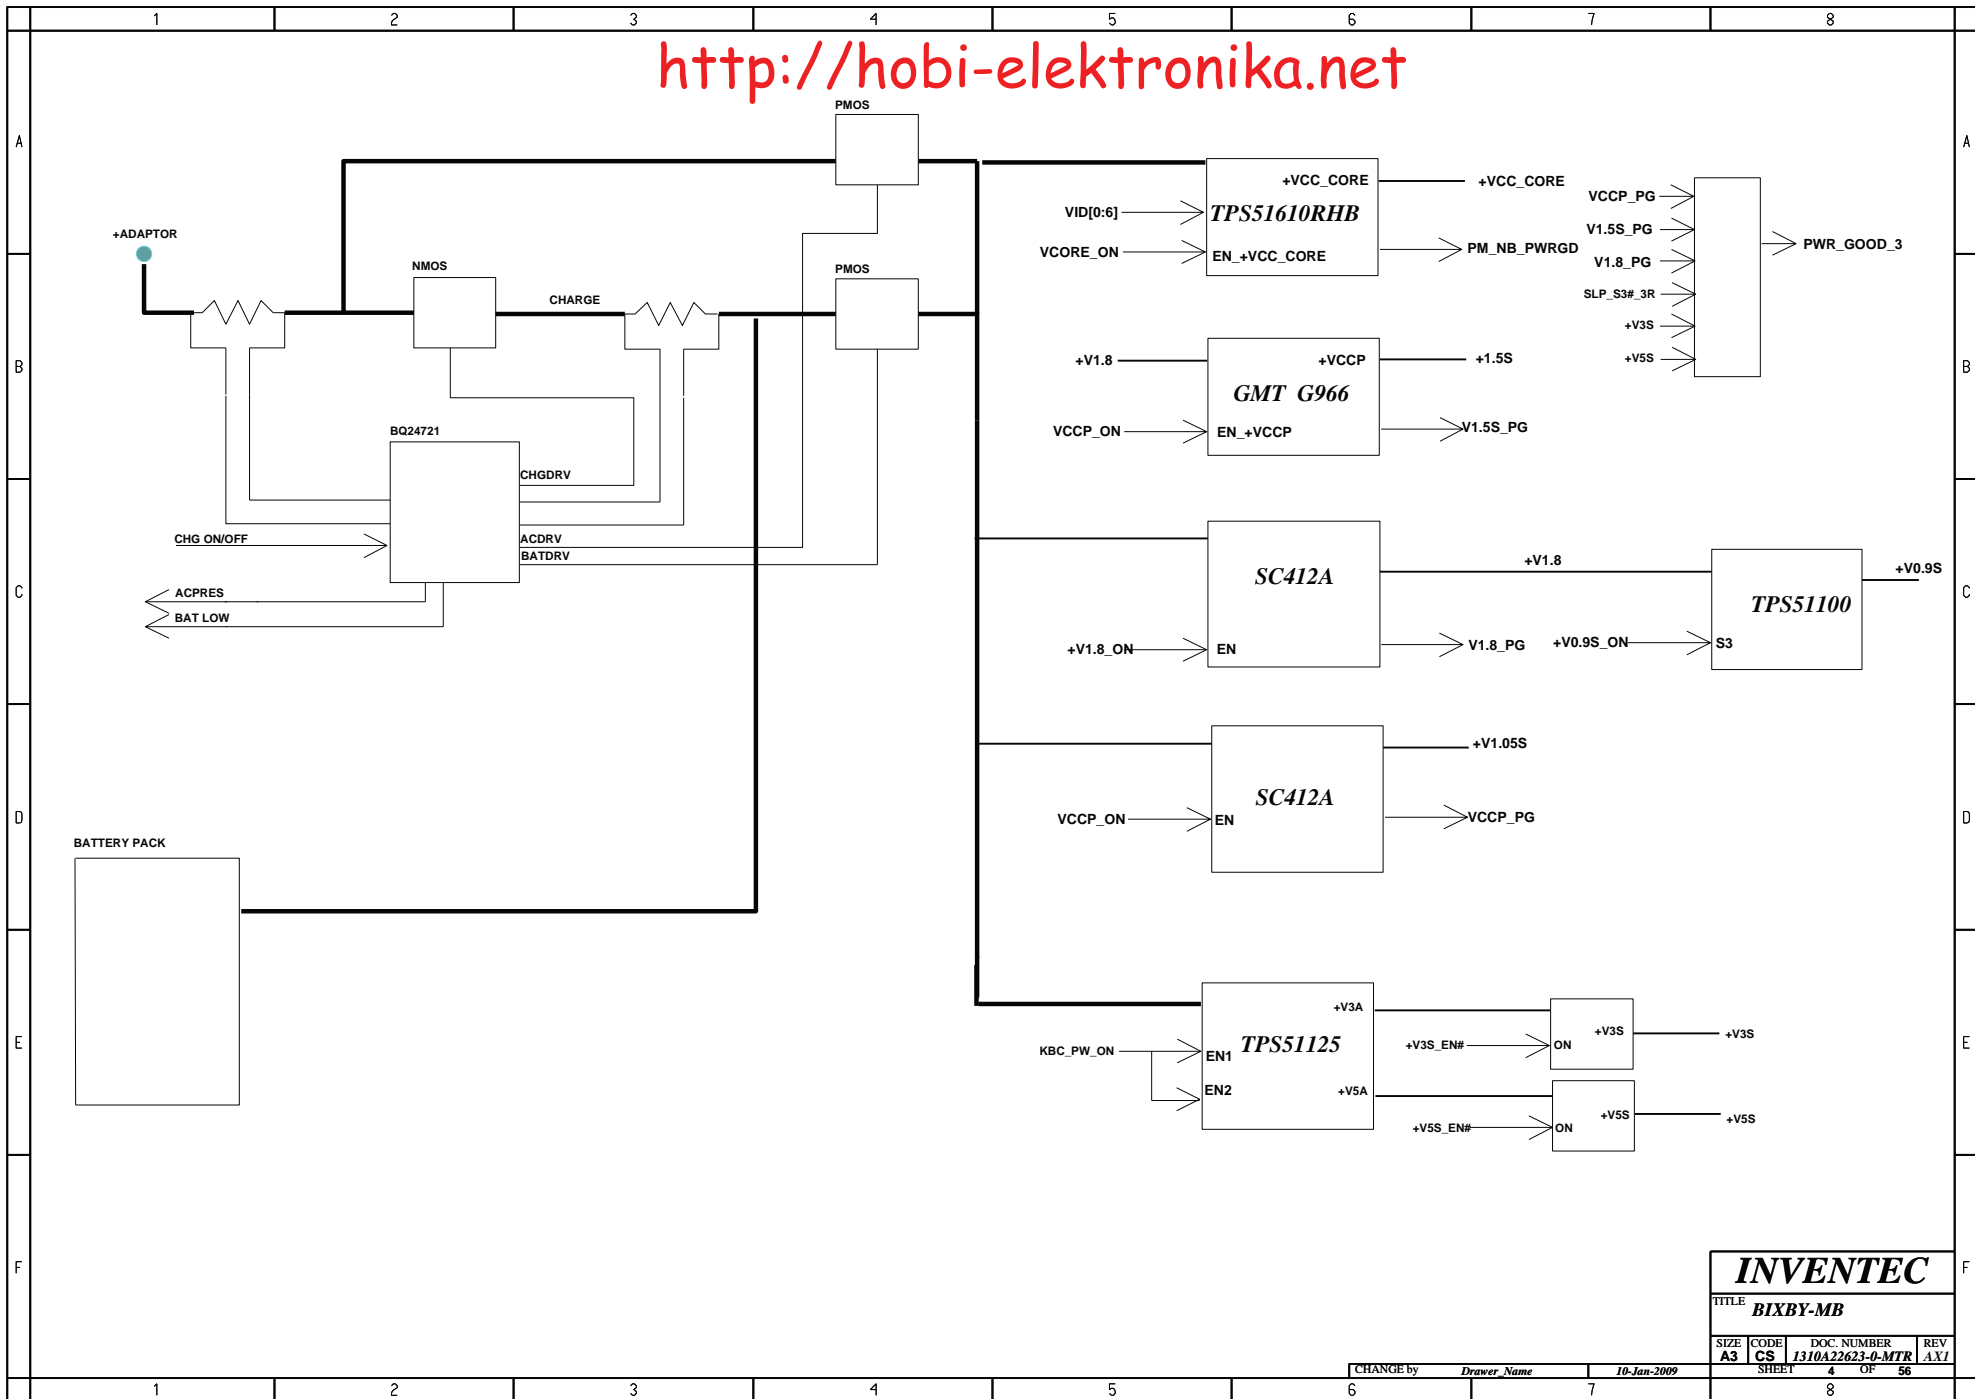 1 2 3 4 5 6 7 8
http://hobi-elektronika.net
A
A
PMOS
+ADAPTOR
NMOS
CHARGE
PMOS
VID[0:6]
VCORE_ON
+VCC_CORE
TPS51610RHB
EN_+VCC_CORE
+VCC_CORE
PM_NB_PWRGD
VCCP_PG
V1.5S_PG
V1.8_PG
SLP_S3#_3R
+V3S
+V5S
PWR_GOOD_3
B
B
+V1.8
VCCP_ON
+VCCP
GMT G966
EN_+VCCP
+1.5S
V1.5S_PG
BQ24721
CHGDRV
ACDRV
BATDRV
CHG ON/OFF
ACPRES
BAT LOW
C
C
SC412A
+V1.8_ON
EN
+V1.8
V1.8_PG
+V0.9S_ON
TPS51100
S3
+V0.9S
D
D
SC412A
VCCP_ON
EN
+V1.05S
VCCP_PG
BATTERY PACK
E
E
KBC_PW_ON
+V3A
TPS51125
EN1
EN2
+V5A
+V3S_EN#
+V3S
ON
+V3S
+V5S_EN#
+V5S
ON
+V5S
F
F
INVENTEC
TITLE
BIXBY-MB
SIZE CODE DOC. NUMBER REV
A3 CS 1310A22623-0-MTR AX1
CHANGE by Drawer_Name 10-Jan-2009 SHEET 4 OF 56
1 2 3 4 5 6 7 8